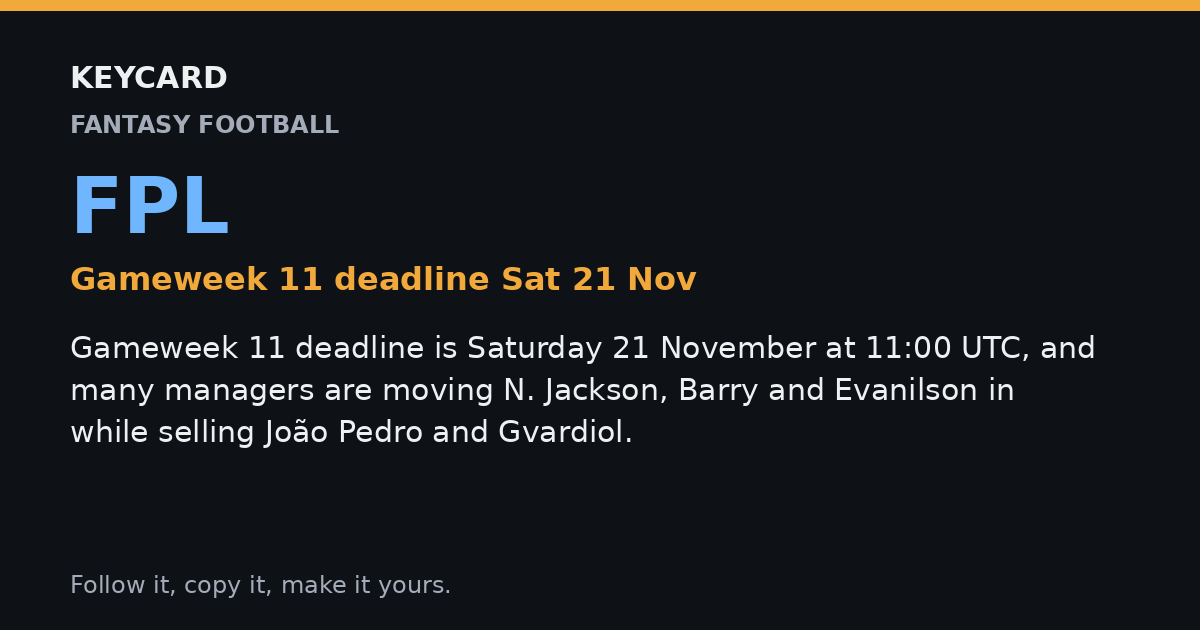 KEYCARD
FANTASY FOOTBALL
FPL
Gameweek 11 deadline Sat 21 Nov
Gameweek 11 deadline is Saturday 21 November at 11:00 UTC, and
many managers are moving N. Jackson, Barry and Evanilson in
while selling João Pedro and Gvardiol.
Follow it, copy it, make it yours.